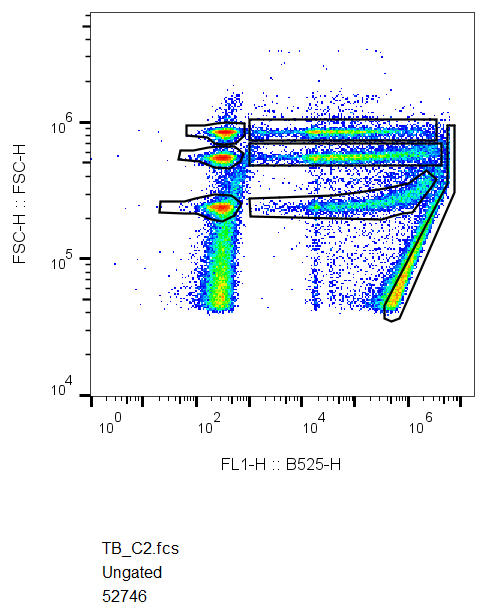 FSC-H :: FSC-H
10^6
10^5
10^4
10^0
10^2
10^4
10^6
FL1-H :: B525-H
TB_C2.fcs
Ungated
52746